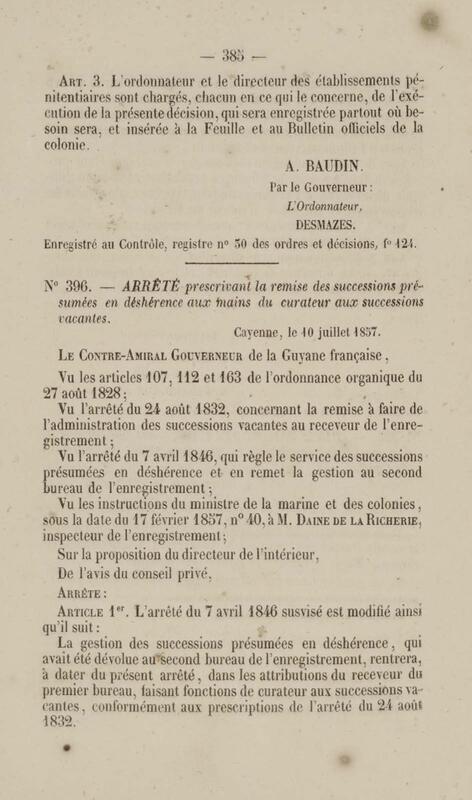 — 385 —
ART. 3. L'ordonnateur et le directeur des établissements pé-
nitentiaires sont chargés, chacun en ce qui le concerne, de l'exé-
cution de la présente décision, qui sera enregistrée partout où be-
soin sera, et insérée à la Feuille et au Bulletin officiels de la
colonie.
A. BAUDIN.
Par le Gouverneur :
L'Ordonnateur,
DESMAZES.
Enregistré au Contrôle, registre n° 50 des ordres et décisions, f° 124.
N° 396. — ARRÊTÉ prescrivant la remise des successions pré-
sumées en déshérence aux mains du curateur aux successions
vacantes.
Cayenne, le 10 juillet 1857.
LE CONTRE-AMIRAL GOUVERNEUR de la Guyane française,
Vu les articles 107, 112 et 163 de l'ordonnance organique du
27 août 1828 ;
Vu l'arrêté du 24 août 1832, concernant la remise à faire de
l'administration des successions vacantes au receveur de l'enre-
gistrement ;
Vu l'arrêté du 7 avril 1846, qui règle le service des successions
présumées en déshérence et en remet la gestion au second
bureau de l'enregistrement ;
Vu les instructions du ministre de la marine et des colonies,
sous la date du 17 février 1857, n° 40, à M. DAINE DE LA RICHERIE,
inspecteur de l'enregistrement ;
Sur la proposition du directeur de l'intérieur,
De l'avis du conseil privé,
ARRÊTE :
ARTICLE 1er. L'arrêté du 7 avril 1846 susvisé est modifié ainsi
qu'il suit :
La gestion des successions présumées en déshérence, qui
avait été dévolue au second bureau de l'enregistrement, rentrera,
à dater du présent arrêté, dans les attributions du receveur du
premier bureau, faisant fonctions de curateur aux successions va-
cantes, conformément aux prescriptions de l'arrêté du 24 août
1832.